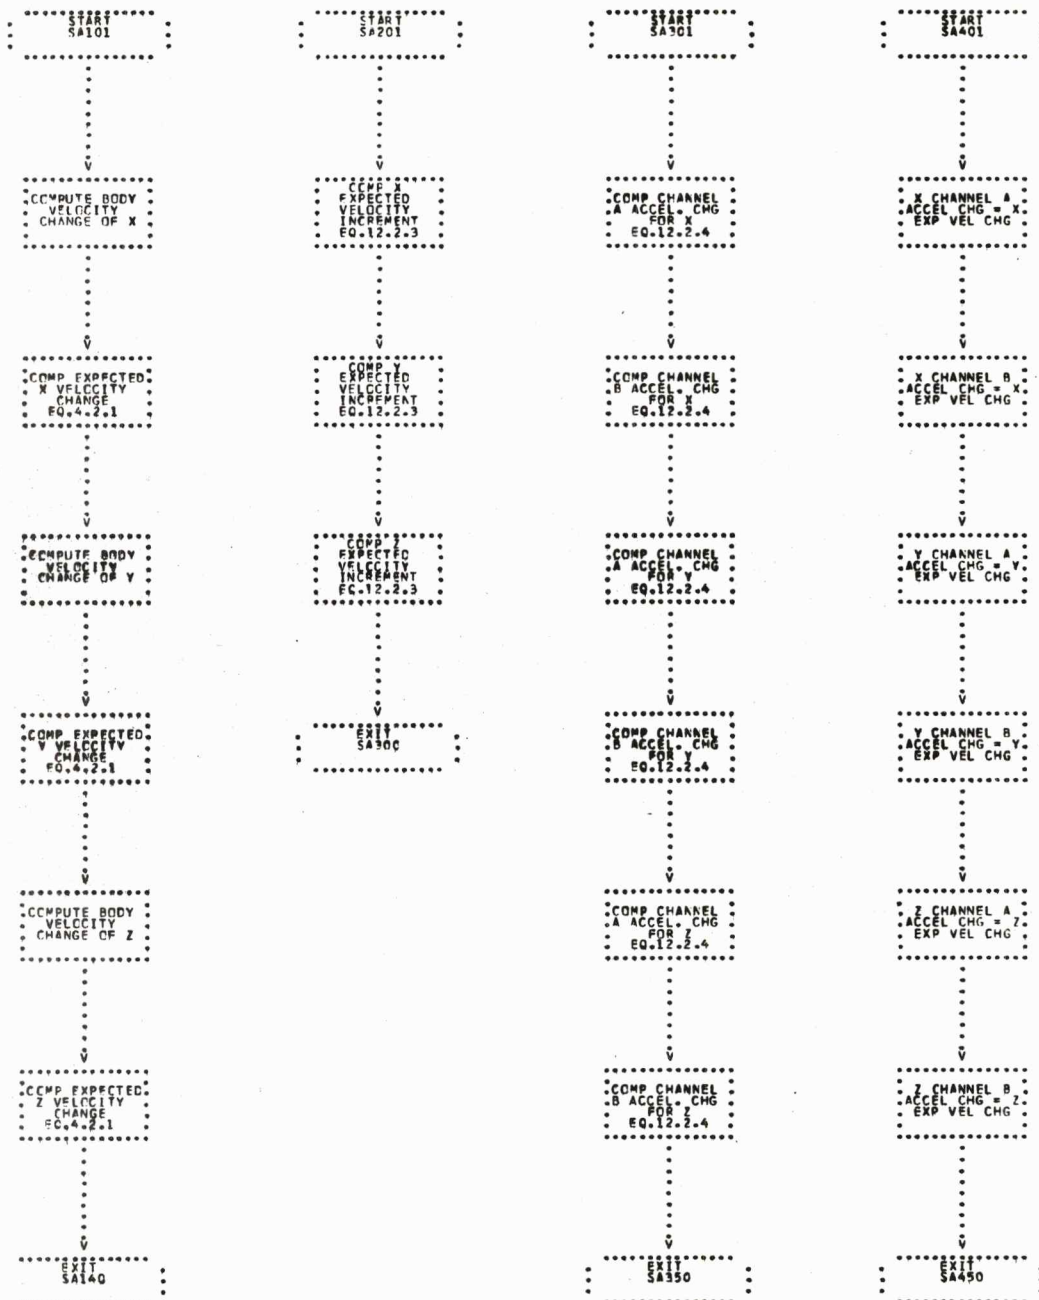 START
SA101
COMPUTE BODY
VELOCITY
CHANGE OF X
COMP EXPECTED
X VELOCITY
CHANGE
EQ.4.2.1
COMPUTE BODY
VELOCITY
CHANGE OF Y
COMP EXPECTED
Y VELOCITY
CHANGE
EQ.4.2.1
COMPUTE BODY
VELOCITY
CHANGE OF Z
COMP EXPECTED
Z VELOCITY
CHANGE
EQ.4.2.1
EXIT
SA140
START
SA201
COMP X
EXPECTED
VELOCITY
INCREMENT
EQ.12.2.3
COMP Y
EXPECTED
VELOCITY
INCREMENT
EQ.12.2.3
COMP Z
EXPECTED
VELOCITY
INCREMENT
EQ.12.2.3
EXIT
SA300
START
SA301
COMP CHANNEL
A ACCEL. CHG
FOR X
EQ.12.2.4
COMP CHANNEL
B ACCEL. CHG
FOR X
EQ.12.2.4
COMP CHANNEL
A ACCEL. CHG
FOR Y
EQ.12.2.4
COMP CHANNEL
B ACCEL. CHG
FOR Y
EQ.12.2.4
COMP CHANNEL
A ACCEL. CHG
FOR Z
EQ.12.2.4
COMP CHANNEL
B ACCEL. CHG
FOR Z
EQ.12.2.4
EXIT
SA350
START
SA401
X CHANNEL A
ACCEL CHG = X
EXP VEL CHG
X CHANNEL B
ACCEL CHG = X
EXP VEL CHG
Y CHANNEL A
ACCEL CHG = Y
EXP VEL CHG
Y CHANNEL B
ACCEL CHG = Y
EXP VEL CHG
Z CHANNEL A
ACCEL CHG = Z
EXP VEL CHG
Z CHANNEL B
ACCEL CHG = Z
EXP VEL CHG
EXIT
SA450